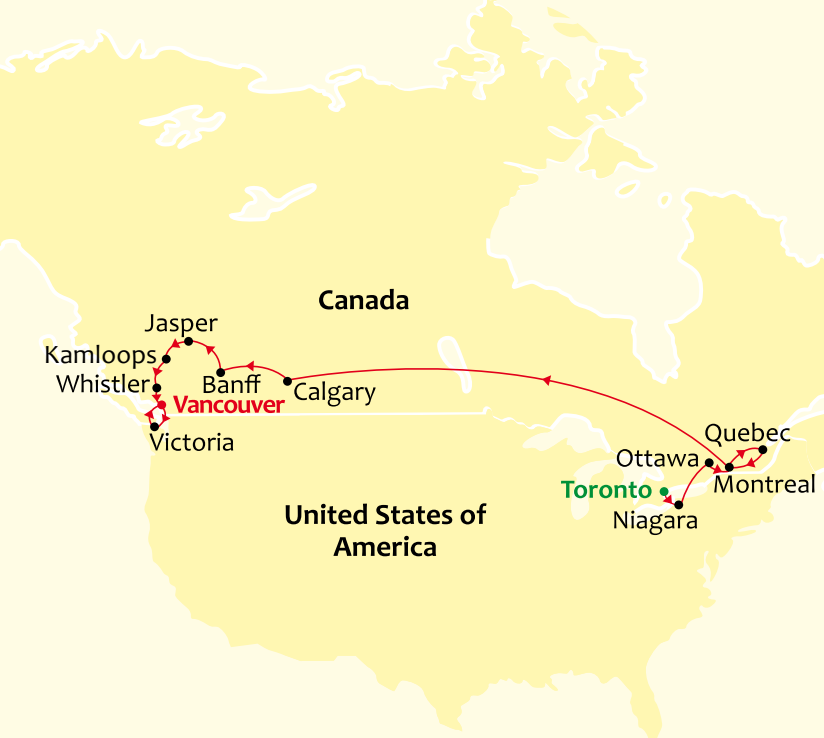 Canada
Jasper
Kamloops
Whistler
Banff
Calgary
Vancouver
Victoria
Quebec
Ottawa
Montreal
Toronto
Niagara
United States of
America